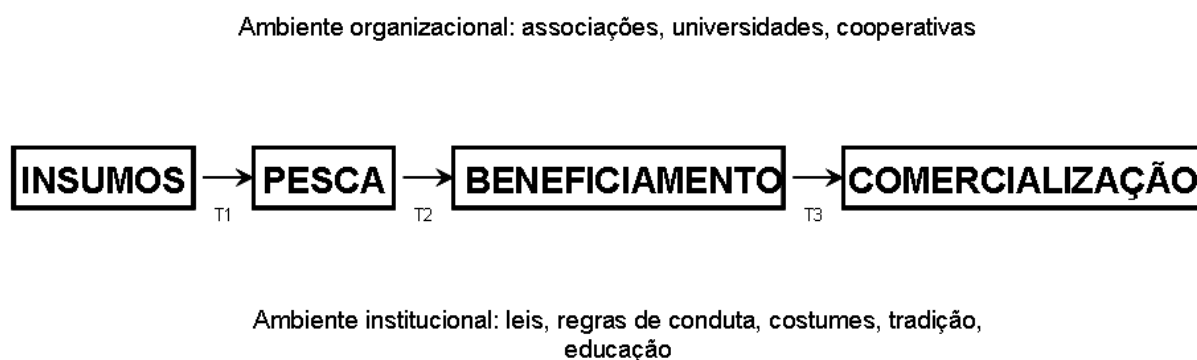 Ambiente organizacional: associações, universidades, cooperativas
INSUMOS PESCA BENEFICIAMENTO COMERCIALIZAÇÃO
T1 T2 T3
Ambiente institucional: leis, regras de conduta, costumes, tradição,
educação